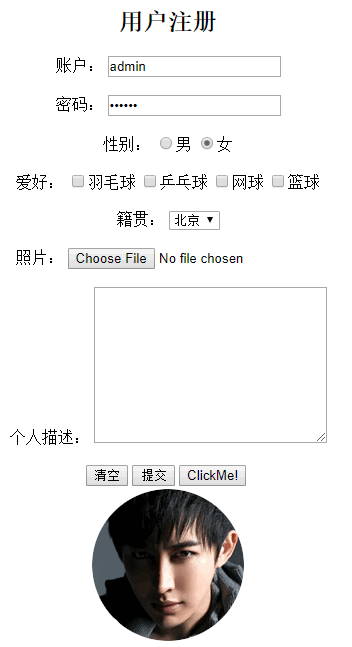 用户注册
账户： admin
密码： ••••••
性别： 男 女
爱好： 羽毛球 乒乓球 网球 篮球
籍贯： 北京
照片： Choose File No file chosen
个人描述：
清空 提交 ClickMe!